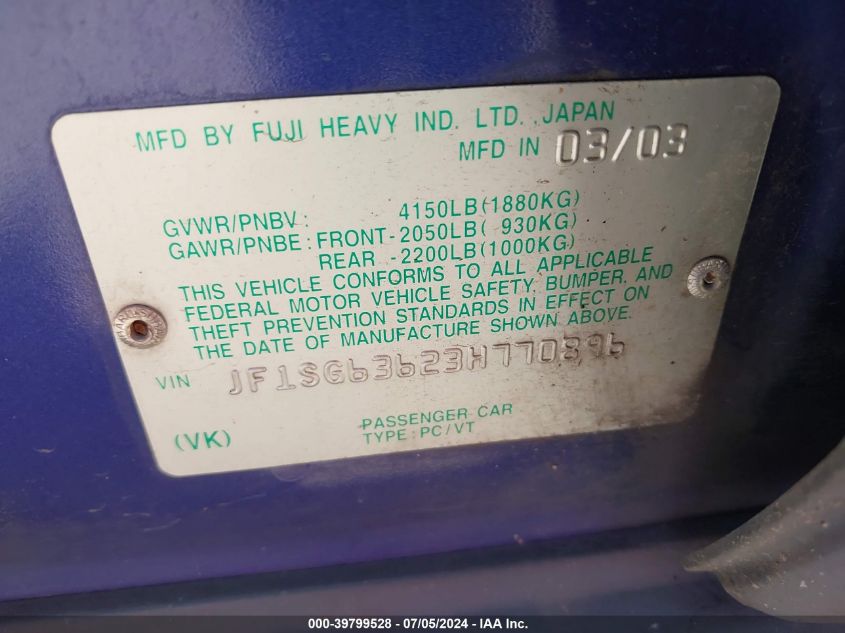 MFD BY FUJI HEAVY IND. LTD. JAPAN
MFD IN 03/03
GVWR/PNBV: 4150LB(1880KG)
GAWR/PNBE: FRONT-2050LB( 930KG)
REAR -2200LB(1000KG)
THIS VEHICLE CONFORMS TO ALL APPLICABLE
FEDERAL MOTOR VEHICLE SAFETY, BUMPER, AND
THEFT PREVENTION STANDARDS IN EFFECT ON
THE DATE OF MANUFACTURE SHOWN ABOVE.
VIN JF1SG63623H770896
PASSENGER CAR
(VK) TYPE: PC/VT
000-39799528 - 07/05/2024 - IAA Inc.